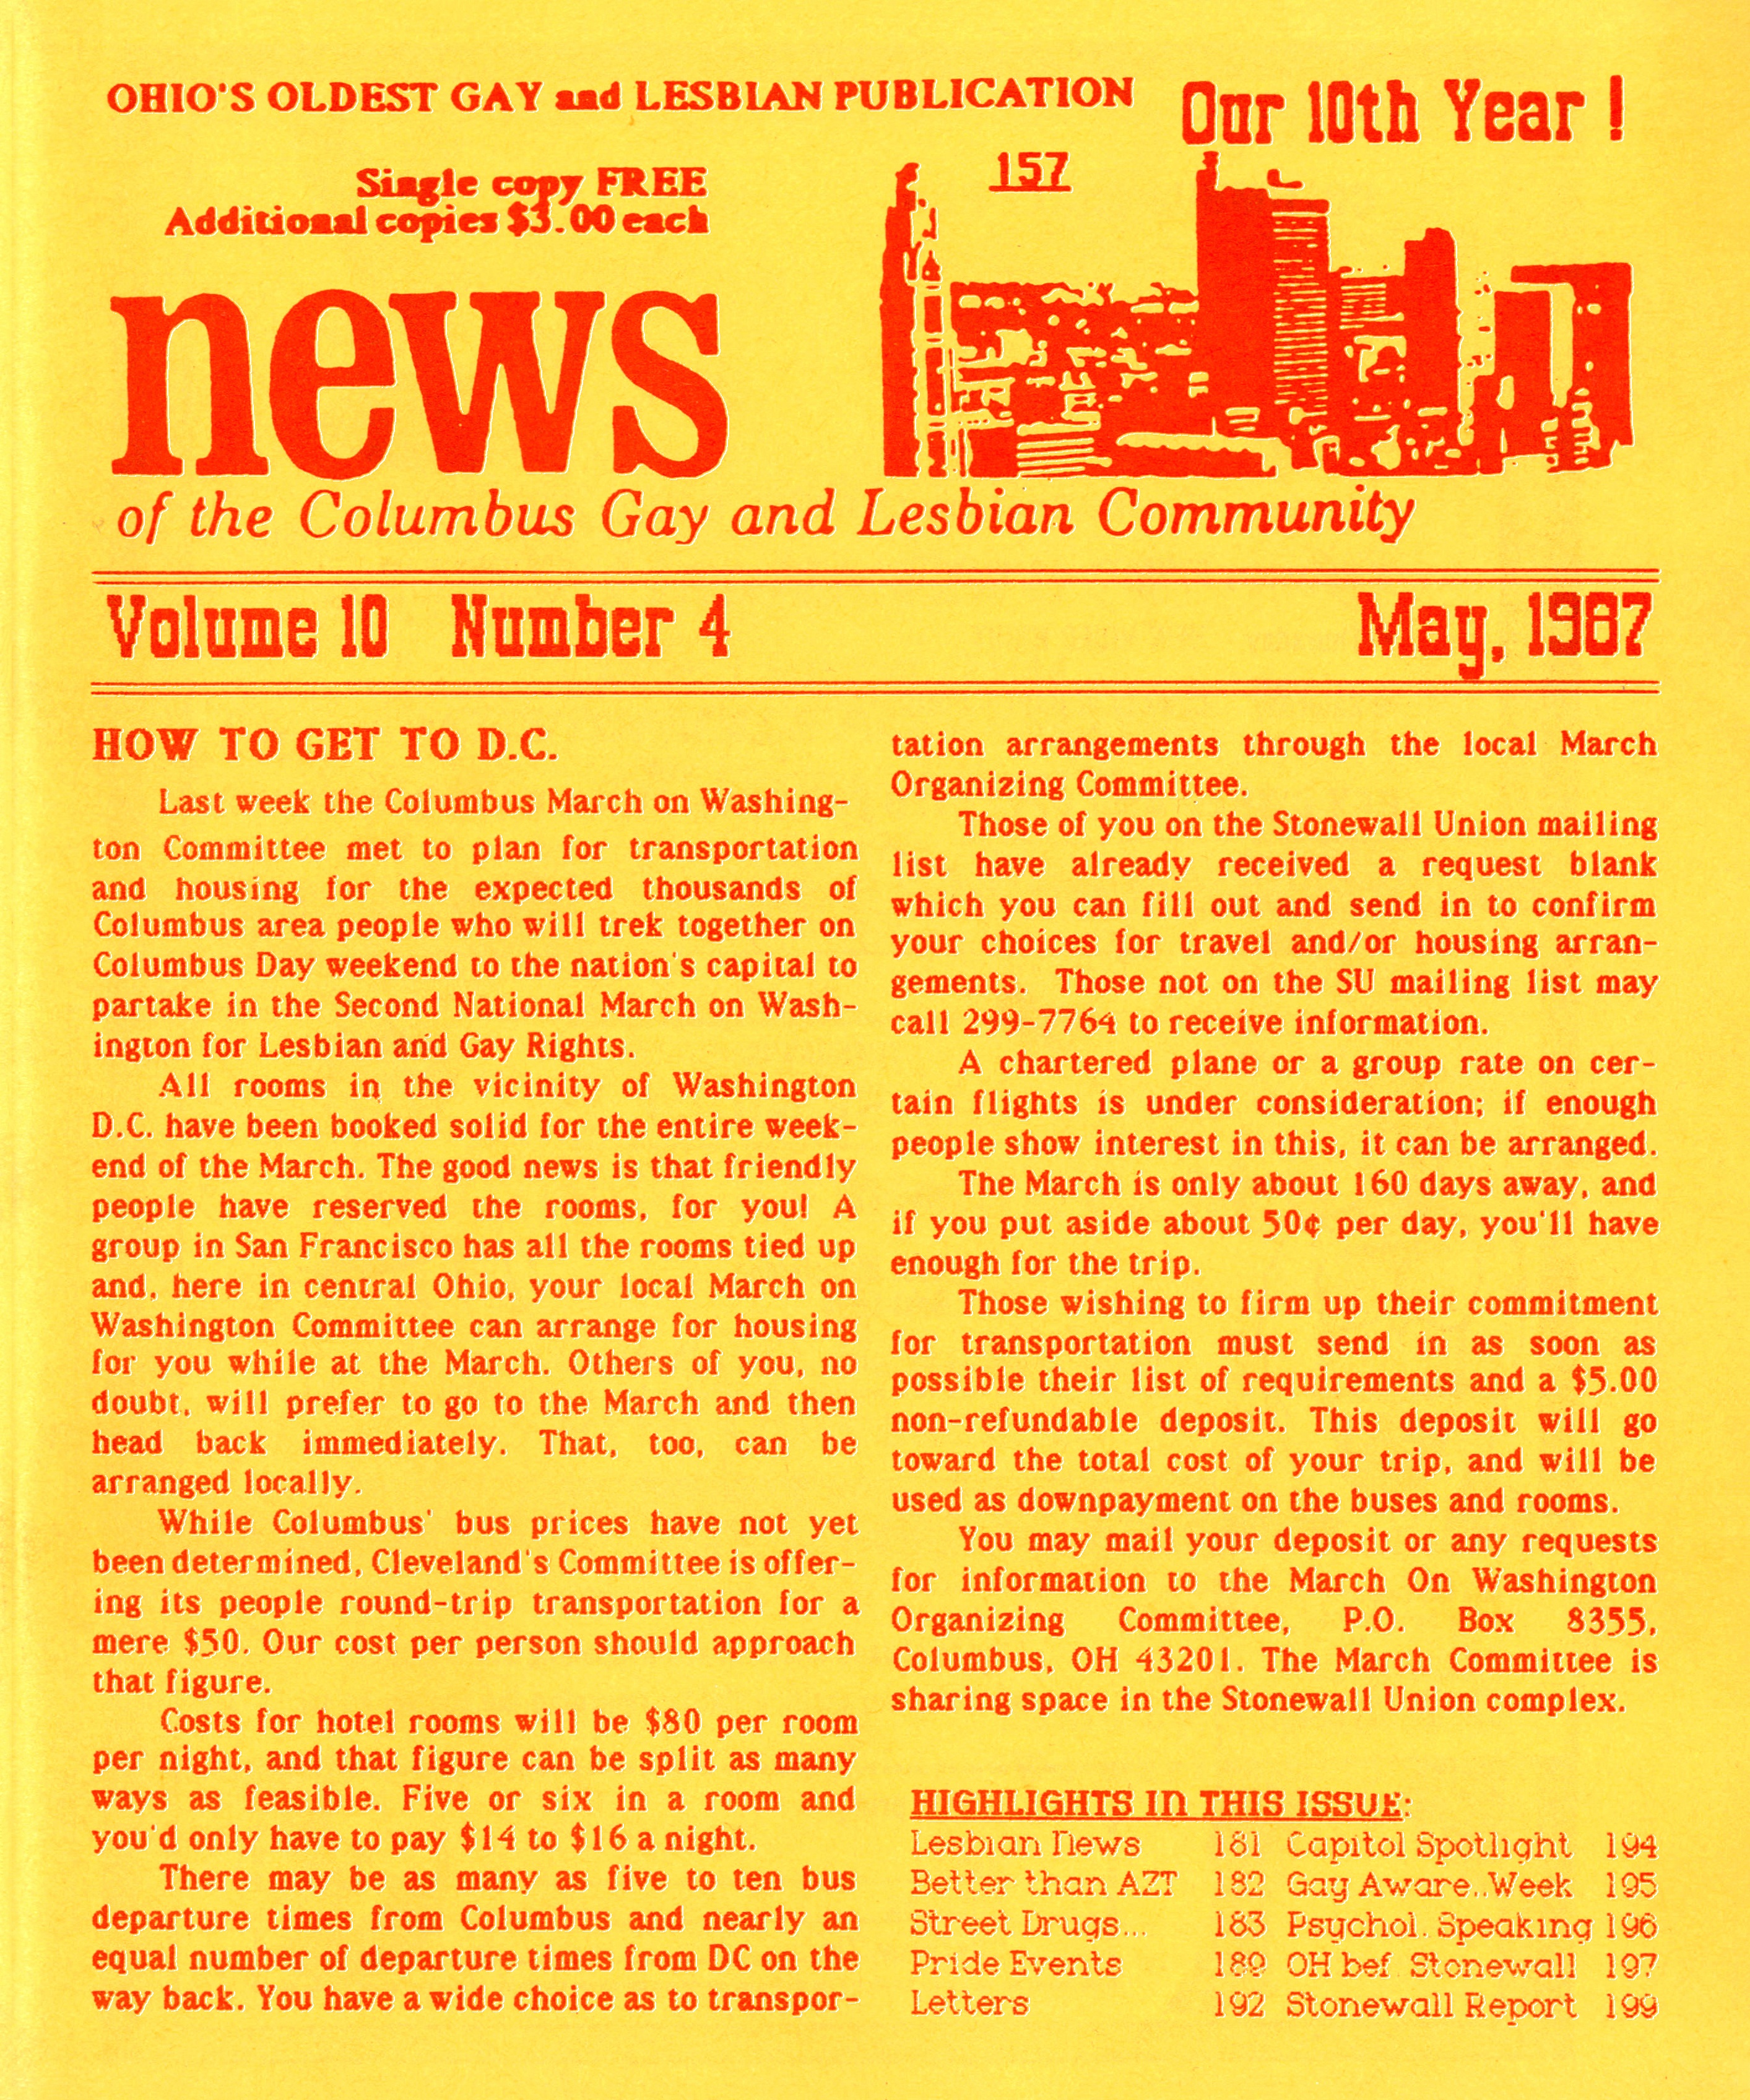 OHIO'S OLDEST GAY and LESBIAN PUBLICATION
Our 10th Year !
Single copy FREE
Additional copies $3.00 each
157
news
of the Columbus Gay and Lesbian Community
Volume 10 Number 4
May, 1987
HOW TO GET TO D.C.
Last week the Columbus March on Washing-
ton Committee met to plan for transportation
and housing for the expected thousands of
Columbus area people who will trek together on
Columbus Day weekend to the nation's capital to
partake in the Second National March on Wash-
ington for Lesbian and Gay Rights.
All rooms in the vicinity of Washington
D.C. have been booked solid for the entire week-
end of the March. The good news is that friendly
people have reserved the rooms, for you! A
group in San Francisco has all the rooms tied up
and, here in central Ohio, your local March on
Washington Committee can arrange for housing
for you while at the March. Others of you, no
doubt, will prefer to go to the March and then
head back immediately. That, too, can be
arranged locally.
While Columbus' bus prices have not yet
been determined, Cleveland's Committee is offer-
ing its people round-trip transportation for a
mere $50. Our cost per person should approach
that figure.
Costs for hotel rooms will be $80 per room
per night, and that figure can be split as many
ways as feasible. Five or six in a room and
you'd only have to pay $14 to $16 a night.
There may be as many as five to ten bus
departure times from Columbus and nearly an
equal number of departure times from DC on the
way back. You have a wide choice as to transpor-
tation arrangements through the local March
Organizing Committee.
Those of you on the Stonewall Union mailing
list have already received a request blank
which you can fill out and send in to confirm
your choices for travel and/or housing arran-
gements. Those not on the SU mailing list may
call 299-7764 to receive information.
A chartered plane or a group rate on cer-
tain flights is under consideration; if enough
people show interest in this, it can be arranged.
The March is only about 160 days away, and
if you put aside about 50¢ per day, you'll have
enough for the trip.
Those wishing to firm up their commitment
for transportation must send in as soon as
possible their list of requirements and a $5.00
non-refundable deposit. This deposit will go
toward the total cost of your trip, and will be
used as downpayment on the buses and rooms.
You may mail your deposit or any requests
for information to the March On Washington
Organizing Committee, P.O. Box 8355,
Columbus, OH 43201. The March Committee is
sharing space in the Stonewall Union complex.
HIGHLIGHTS In THIS ISSUE:
Lesbian News 181 Capitol Spotlight 194
Better than AZT 182 Gay Aware..Week 195
Street Drugs... 183 Psychol. Speaking 196
Pride Events 189 OH bef. Stonewall 197
Letters 192 Stonewall Report 199